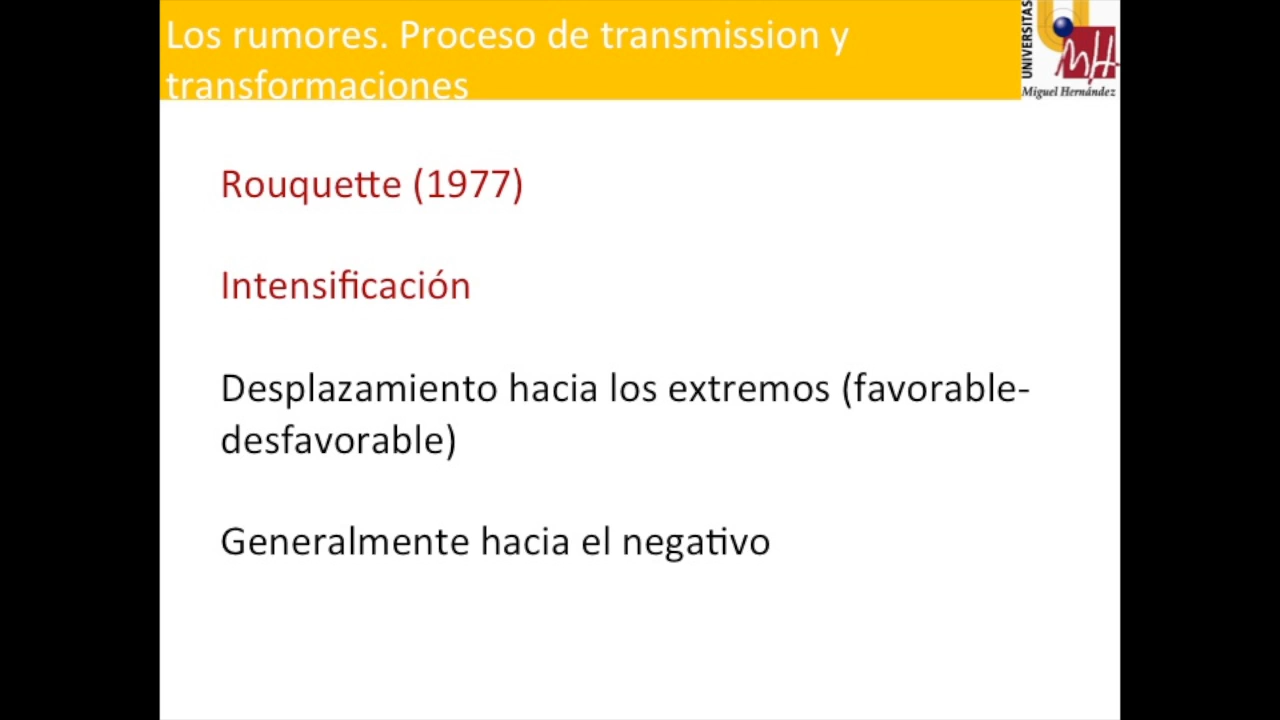 Los rumores. Proceso de transmission y
transformaciones
UNIVERSITAS
Miguel Hernández
Rouquette (1977)
Intensificación
Desplazamiento hacia los extremos (favorable-
desfavorable)
Generalmente hacia el negativo